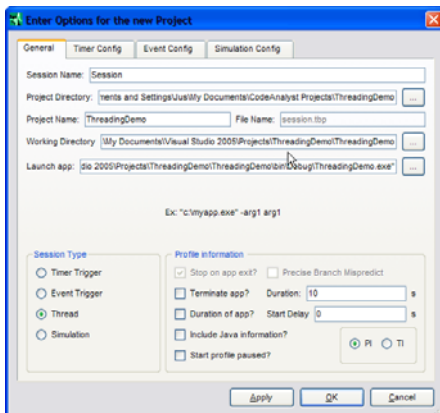 Enter Options for the new Project
General Timer Config Event Config Simulation Config
Session Name: Session
Project Directory: nents and Settings\Jus\My Documents\CodeAnalyst Projects\ThreadingDemo ...
Project Name: ThreadingDemo File Name: session.tbp
Working Directory \My Documents\Visual Studio 2005\Projects\ThreadingDemo\ThreadingDemo ...
Launch app: dio 2005\Projects\ThreadingDemo\ThreadingDemo\bin\Debug\ThreadingDemo.exe" ...
Ex: "c:\myapp.exe" -arg1 arg1
Session Type Profile information
Timer Trigger Stop on app exit? Precise Branch Mispredict
Event Trigger Terminate app? Duration: 10 s
Thread Duration of app? Start Delay 0 s
Simulation Include Java information?
PI TI
Start profile paused?
Apply OK Cancel